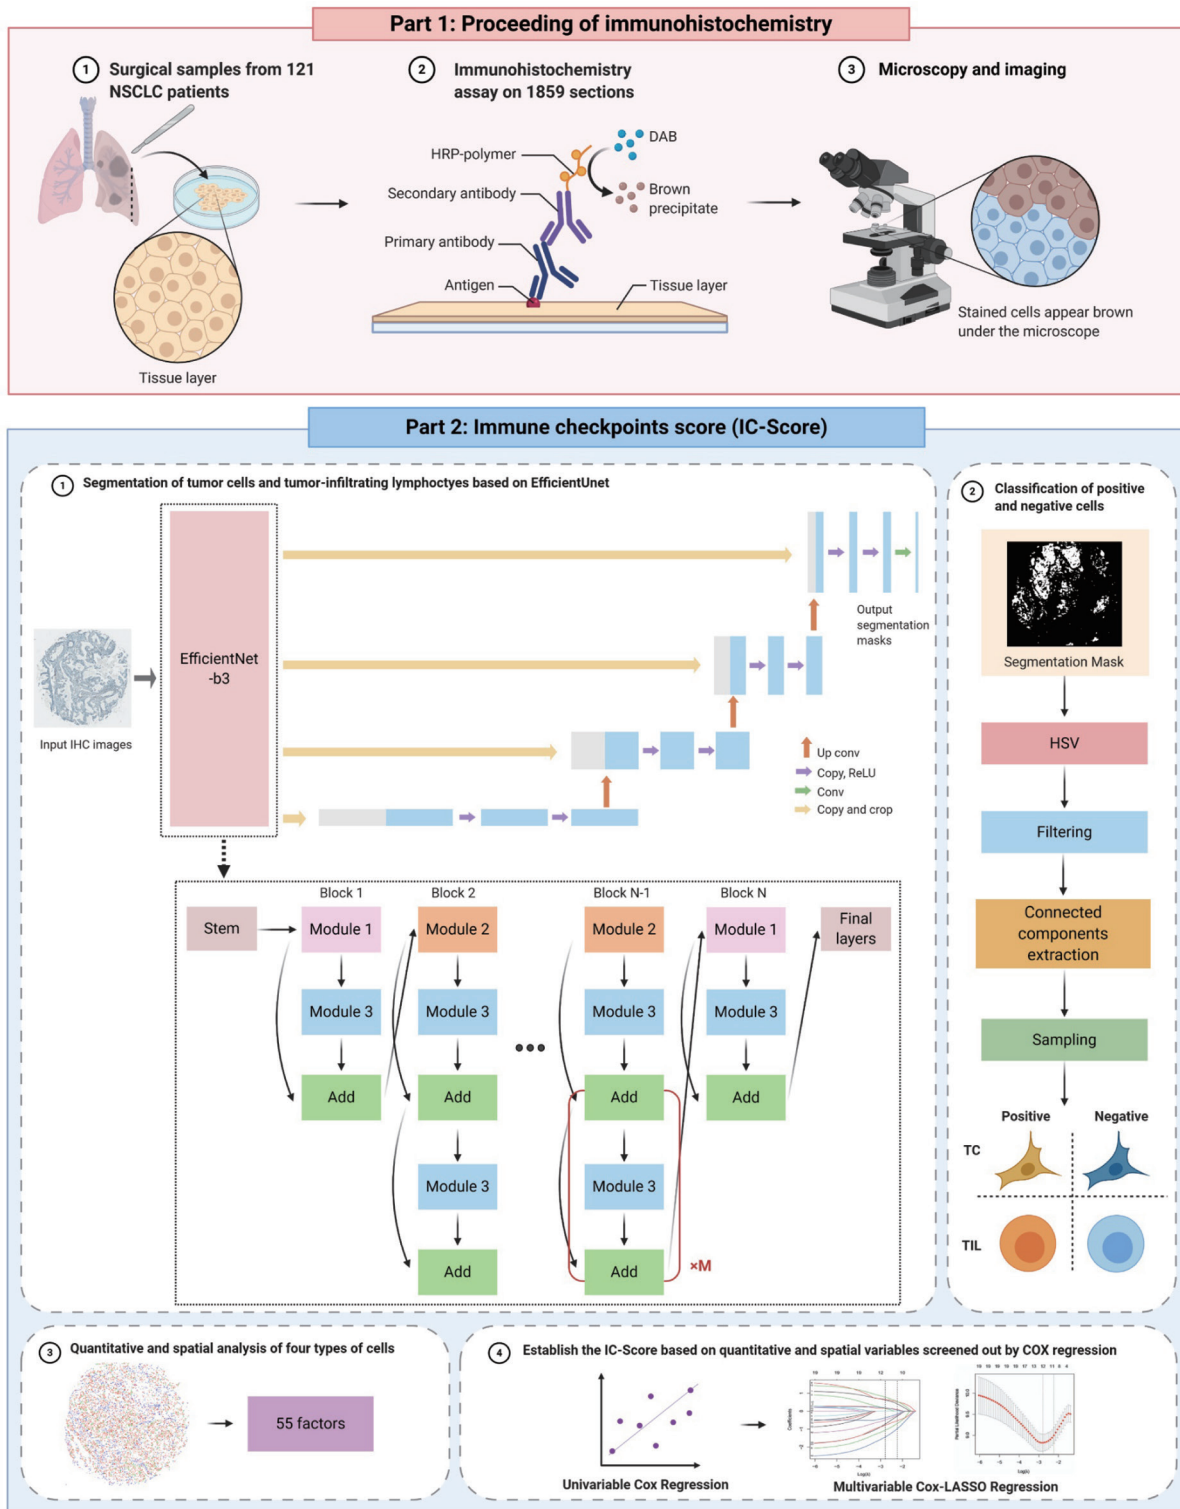 Part 1: Proceeding of immunohistochemistry
1
Surgical samples from 121
NSCLC patients
Tissue layer
2
Immunohistochemistry
assay on 1859 sections
DAB
HRP-polymer
Brown
precipitate
Secondary antibody
Primary antibody
Antigen
Tissue layer
3
Microscopy and imaging
Stained cells appear brown
under the microscope
Part 2: Immune checkpoints score (IC-Score)
1
Segmentation of tumor cells and tumor-infiltrating lymphoctyes based on EfficientUnet
Input IHC images
EfficientNet
-b3
Output
segmentation
masks
Up conv
Copy, ReLU
Conv
Copy and crop
Block 1
Block 2
Block N-1
Block N
Stem
Module 1
Module 2
Module 2
Module 1
Final
layers
Module 3
Module 3
Module 3
Module 3
Add
Add
Add
Add
Module 3
Module 3
Add
Add
×M
2
Classification of positive
and negative cells
Segmentation Mask
HSV
Filtering
Connected
components
extraction
Sampling
Positive
Negative
TC
TIL
3
Quantitative and spatial analysis of four types of cells
55 factors
4
Establish the IC-Score based on quantitative and spatial variables screened out by COX regression
Univariable Cox Regression
Coefficients
Log(λ)
Partial Likelihood Deviance
Log(λ)
Multivariable Cox-LASSO Regression